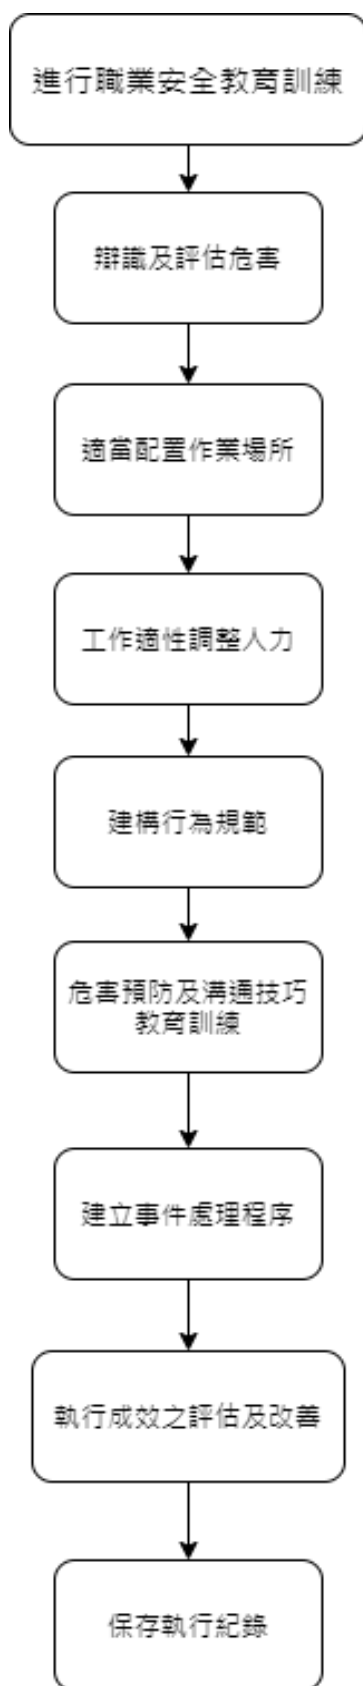 進行職業安全教育訓練
辯識及評估危害
適當配置作業場所
工作適性調整人力
建構行為規範
危害預防及溝通技巧
教育訓練
建立事件處理程序
執行成效之評估及改善
保存執行紀錄